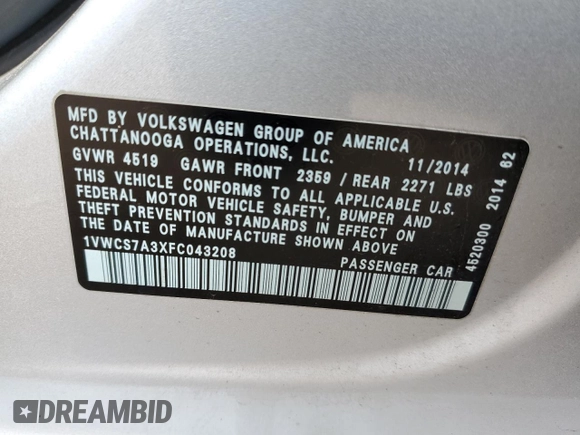 MFD BY VOLKSWAGEN GROUP OF AMERICA
CHATTANOOGA OPERATIONS, LLC. 11/2014
GVWR 4519 GAWR FRONT 2359 / REAR 2271 LBS
THIS VEHICLE CONFORMS TO ALL APPLICABLE U.S.
FEDERAL MOTOR VEHICLE SAFETY, BUMPER AND
THEFT PREVENTION STANDARDS IN EFFECT ON
THE DATE OF MANUFACTURE SHOWN ABOVE.
1VWCS7A3XFC043208 PASSENGER CAR
4520300 2014 62
DREAMBID